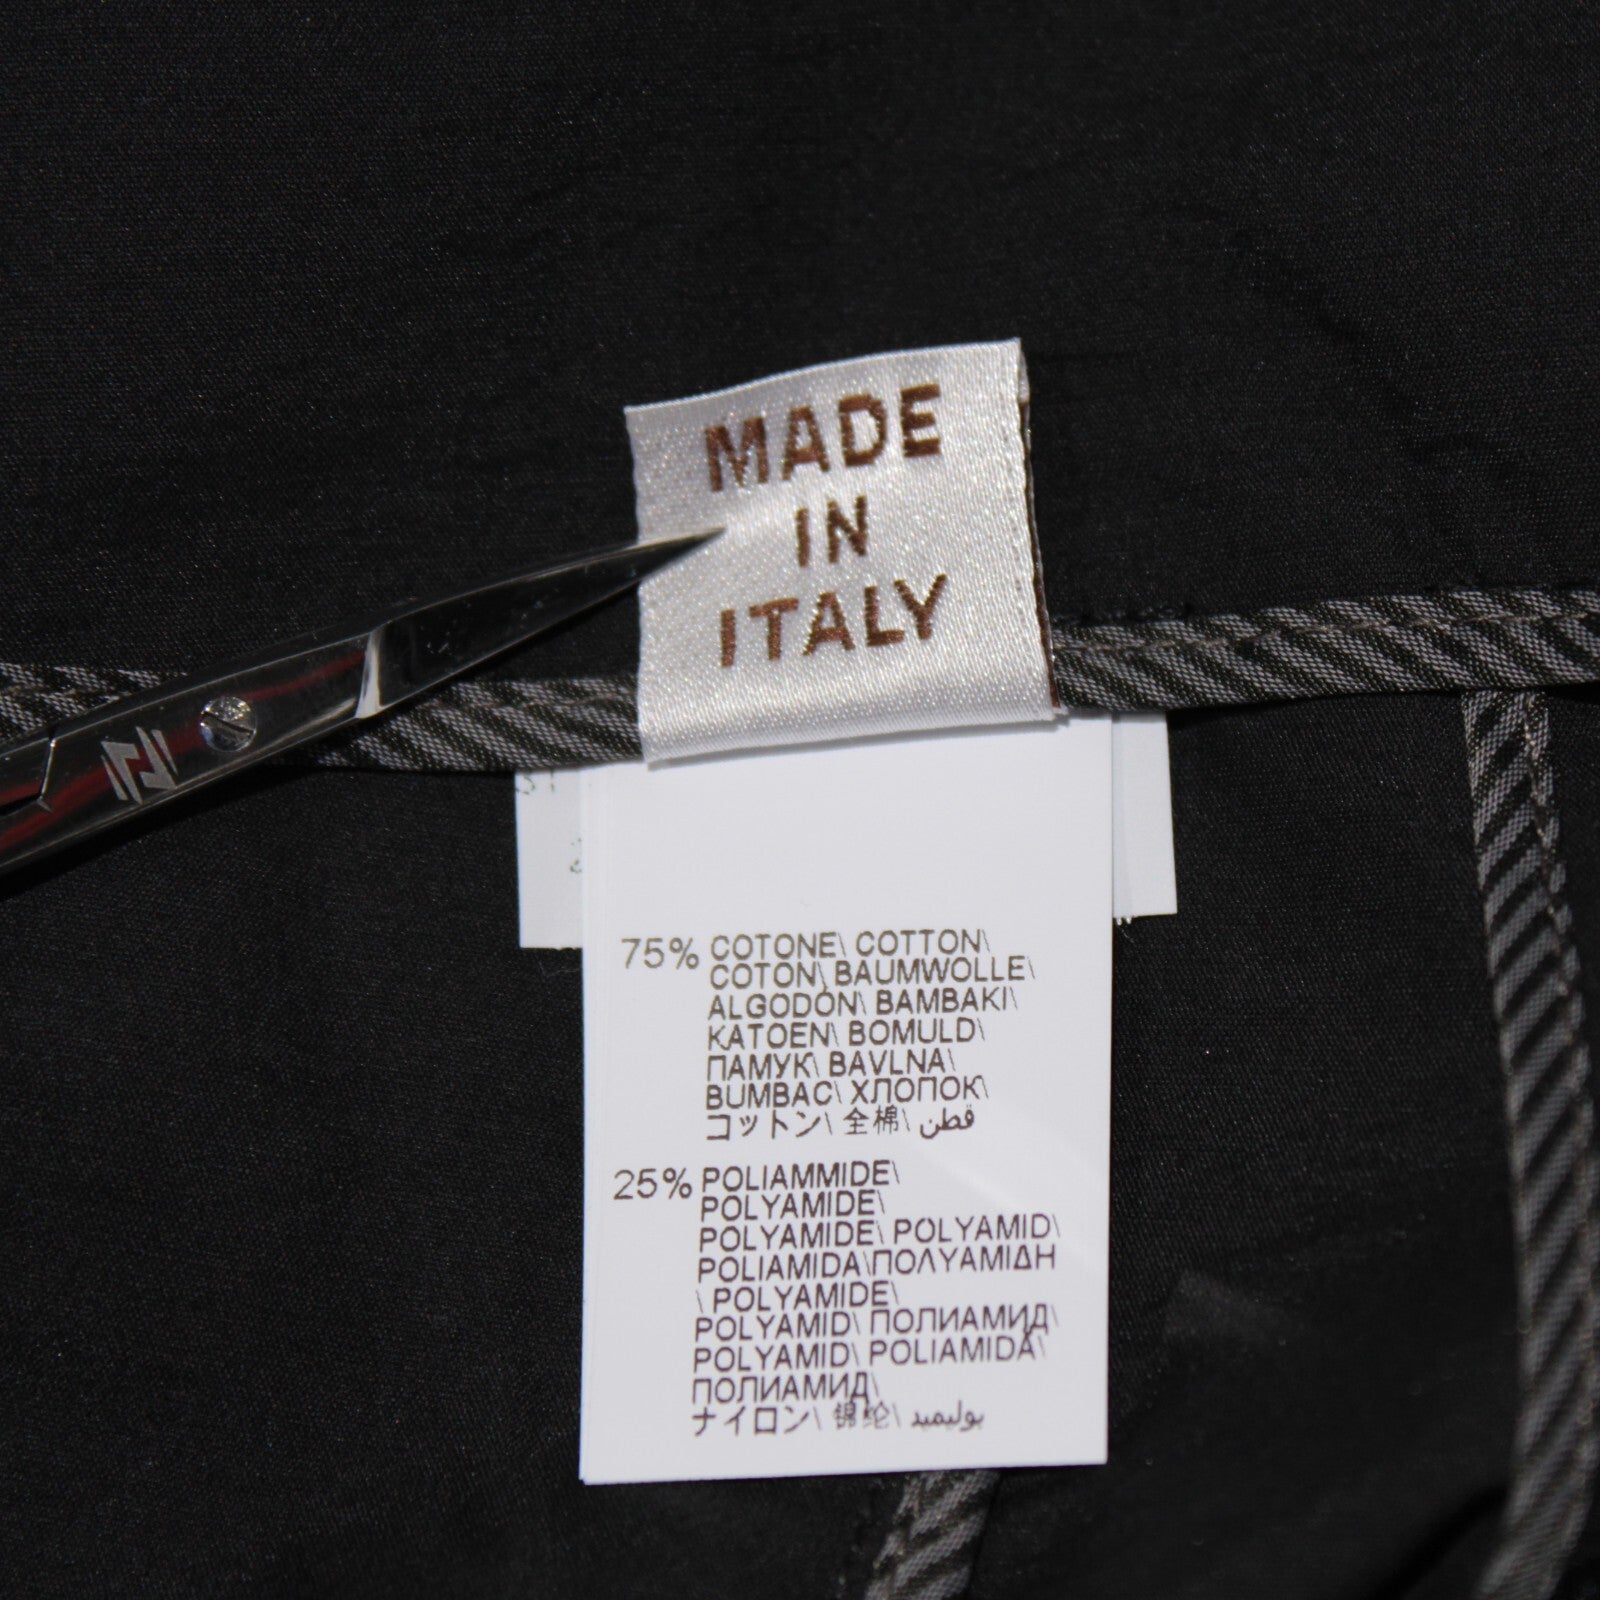 MADE
IN
ITALY
75% COTONE\ COTTON\
COTON\ BAUMWOLLE\
ALGODÒN\ BAMBAKI\
KATOEN\ BOMULD\
ПАМУК\ BAVLNA\
BUMBAC\ ХЛОПОК\
コットン\ 全棉\ قطن
25% POLIAMMIDE\
POLYAMIDE\
POLYAMIDE\ POLYAMID\
POLIAMIDA\ΠΟΛΥΑΜΙΔΗ
\ POLYAMIDE\
POLYAMID\ ПОЛИАМИД\
POLYAMID\ POLIAMIDÀ\
ПОЛИАМИД\
ナイロン\ 锦纶\ بوليميد